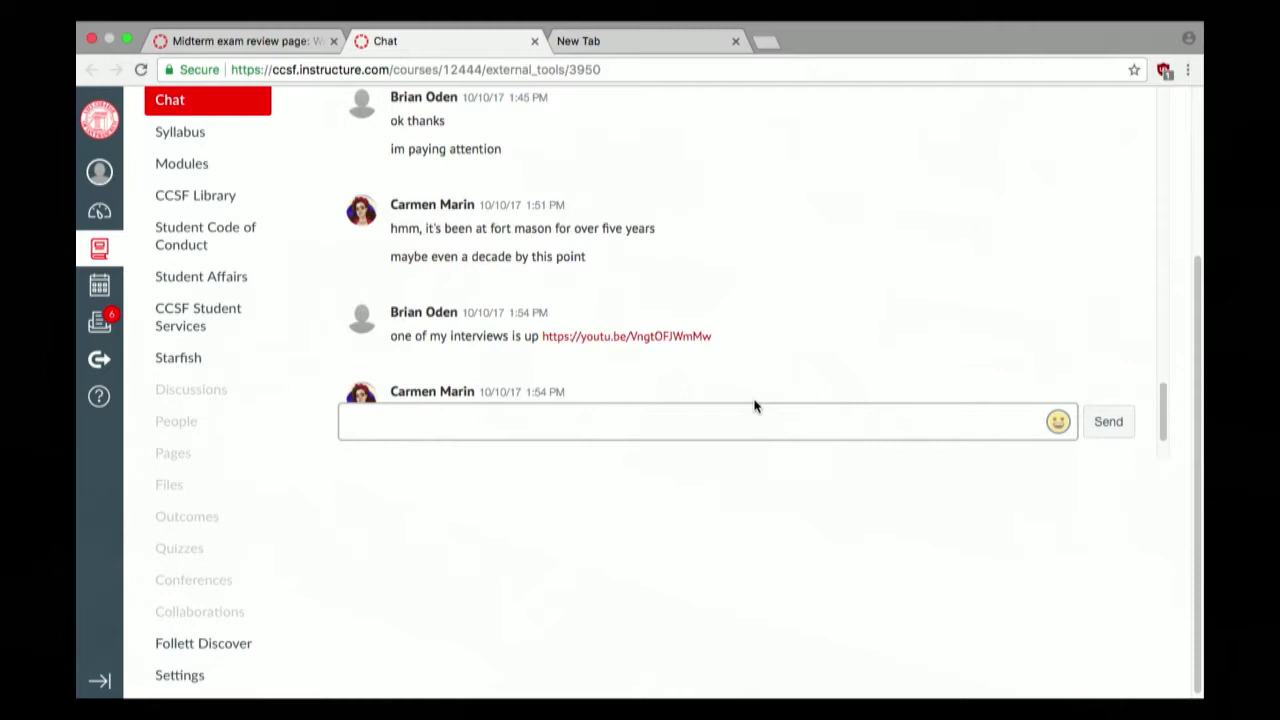 Midterm exam review page: W
Chat
New Tab
Secure https://ccsf.instructure.com/courses/12444/external_tools/3950
Chat
Syllabus
Modules
CCSF Library
Student Code of
Conduct
Student Affairs
CCSF Student
Services
Starfish
Discussions
People
Pages
Files
Outcomes
Quizzes
Conferences
Collaborations
Follett Discover
Settings
6
Brian Oden 10/10/17 1:45 PM
ok thanks
im paying attention
Carmen Marin 10/10/17 1:51 PM
hmm, it's been at fort mason for over five years
maybe even a decade by this point
Brian Oden 10/10/17 1:54 PM
one of my interviews is up https://youtu.be/VngtOFJWmMw
Carmen Marin 10/10/17 1:54 PM
Send